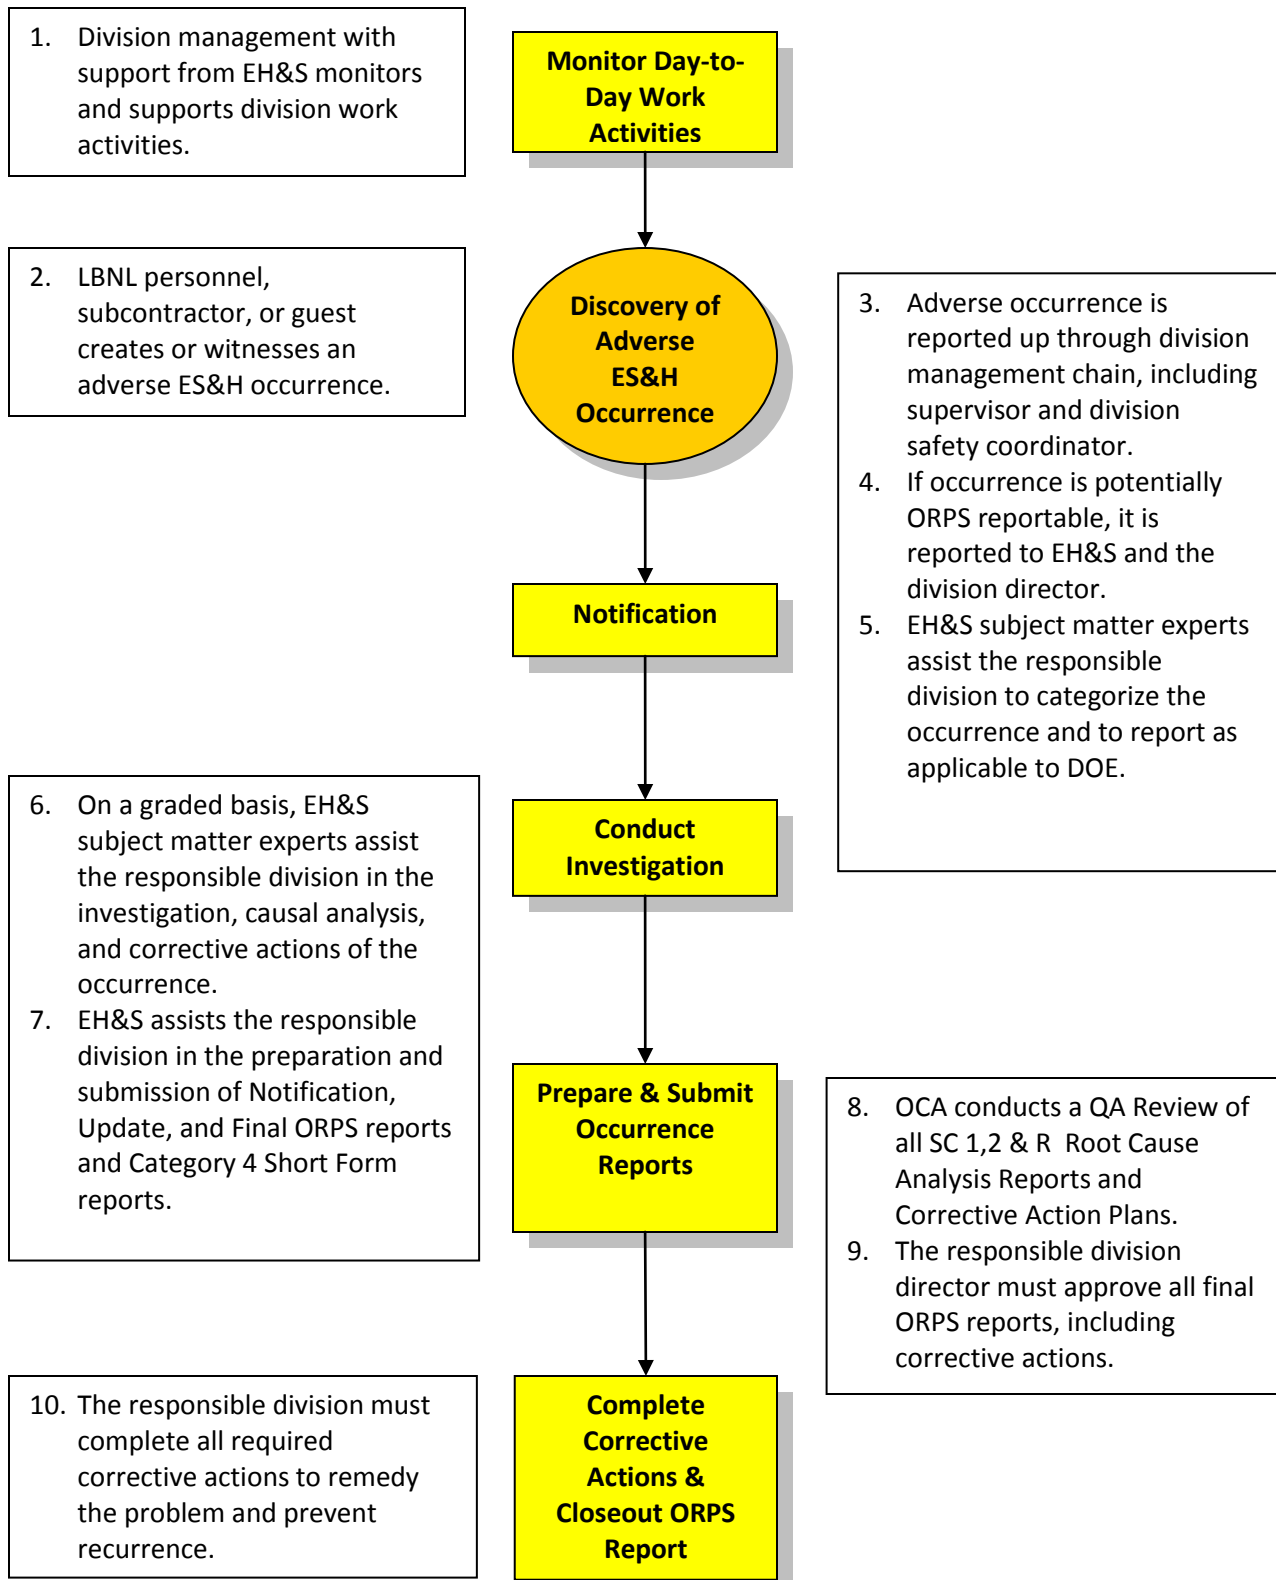 1. Division management with
support from EH&S monitors
and supports division work
activities.
Monitor Day-to-
Day Work
Activities
2. LBNL personnel,
subcontractor, or guest
creates or witnesses an
adverse ES&H occurrence.
Discovery of
Adverse
ES&H
Occurrence
3. Adverse occurrence is
reported up through division
management chain, including
supervisor and division
safety coordinator.
4. If occurrence is potentially
ORPS reportable, it is
reported to EH&S and the
division director.
5. EH&S subject matter experts
assist the responsible
division to categorize the
occurrence and to report as
applicable to DOE.
Notification
6. On a graded basis, EH&S
subject matter experts assist
the responsible division in the
investigation, causal analysis,
and corrective actions of the
occurrence.
7. EH&S assists the responsible
division in the preparation and
submission of Notification,
Update, and Final ORPS reports
and Category 4 Short Form
reports.
Conduct
Investigation
Prepare & Submit
Occurrence
Reports
8. OCA conducts a QA Review of
all SC 1,2 & R  Root Cause
Analysis Reports and
Corrective Action Plans.
9. The responsible division
director must approve all final
ORPS reports, including
corrective actions.
10. The responsible division must
complete all required
corrective actions to remedy
the problem and prevent
recurrence.
Complete
Corrective
Actions &
Closeout ORPS
Report